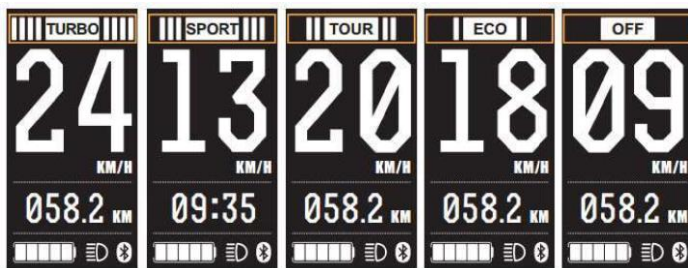 TURBO SPORT TOUR ECO OFF
24 13 20 18 09
KM/H KM/H KM/H KM/H KM/H
058.2 KM 09:35 058.2 KM 058.2 KM 058.2 KM